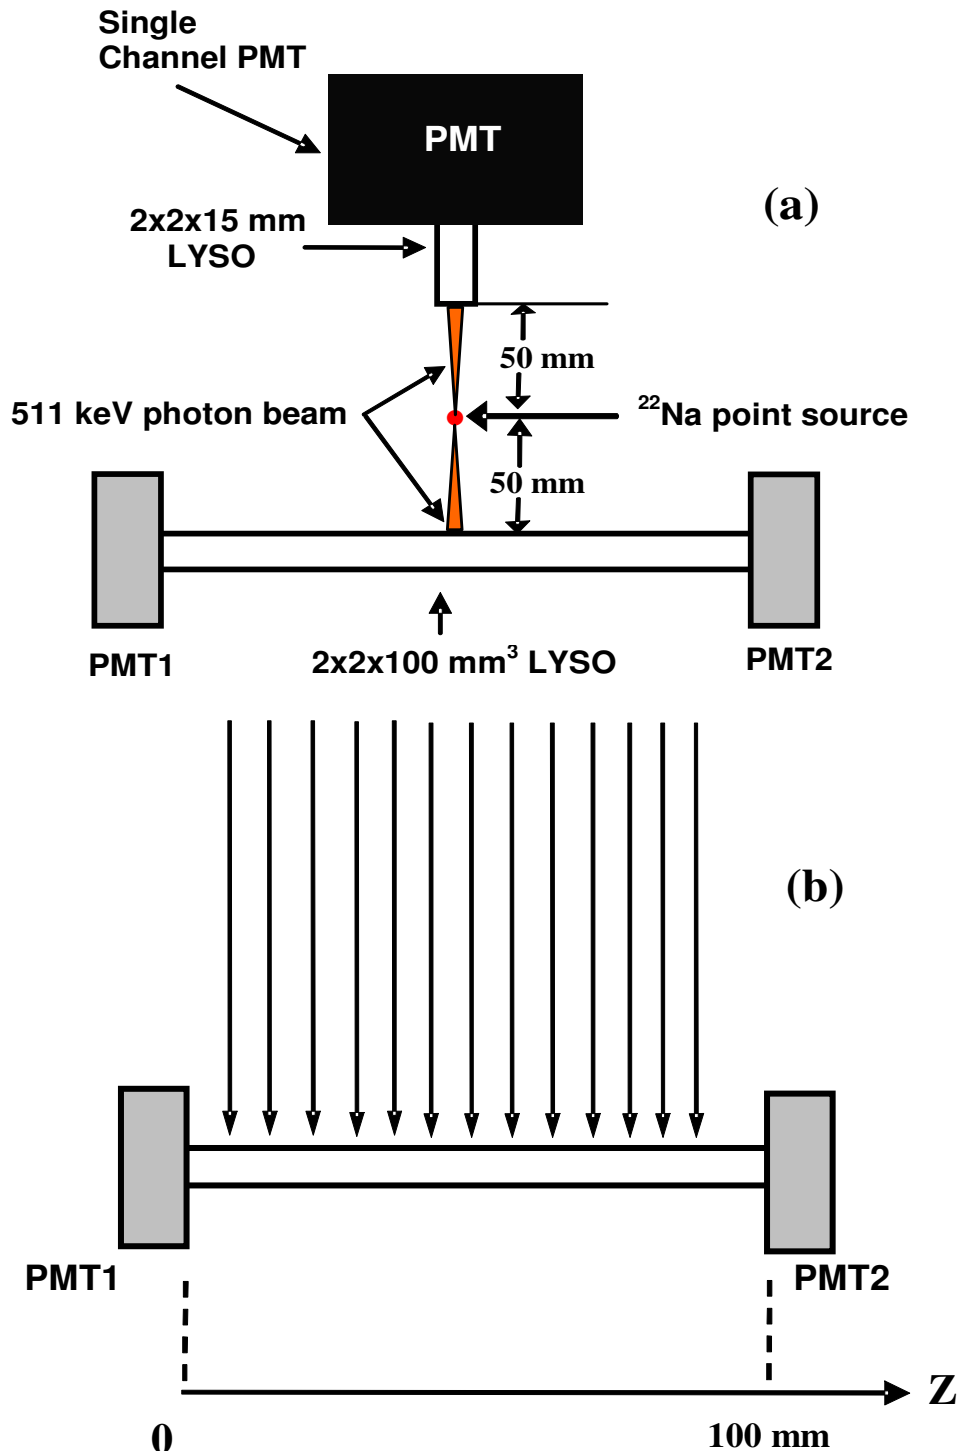 Single
Channel PMT
PMT
(a)
2x2x15 mm
LYSO
50 mm
511 keV photon beam
²²Na point source
50 mm
PMT1
2x2x100 mm³ LYSO
PMT2
(b)
PMT1
PMT2
Z
0
100 mm